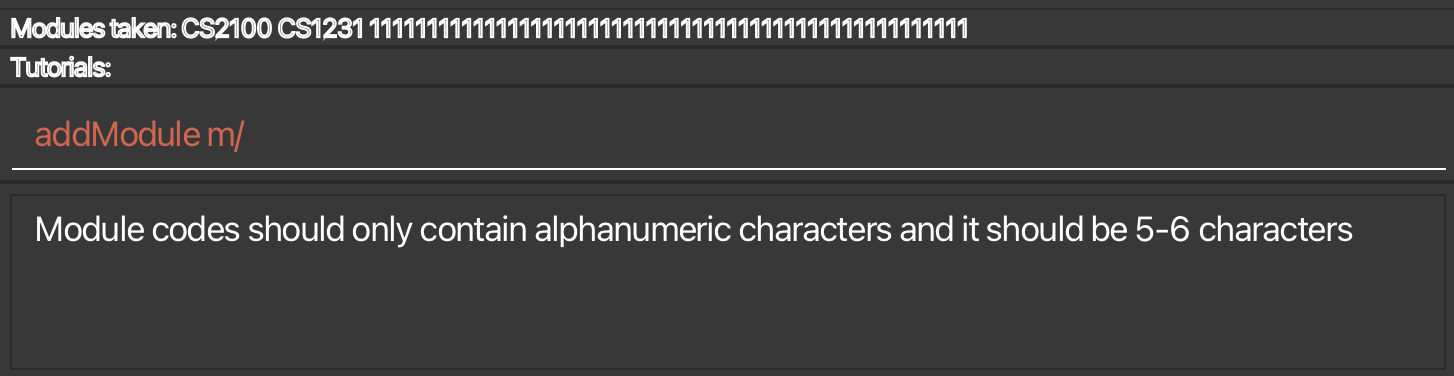 Modules taken: CS2100 CS1231
Tutorials:
addModule m/
Module codes should only contain alphanumeric characters and it should be 5-6 characters